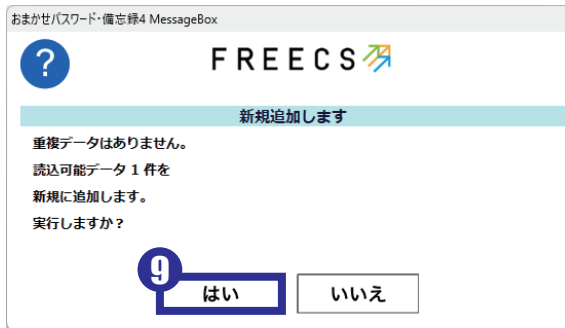 おまかせパスワード・備忘録4 MessageBox
?
FREECS
新規追加します
重複データはありません。
読込可能データ 1 件を
新規に追加します。
実行しますか？
9
はい
いいえ